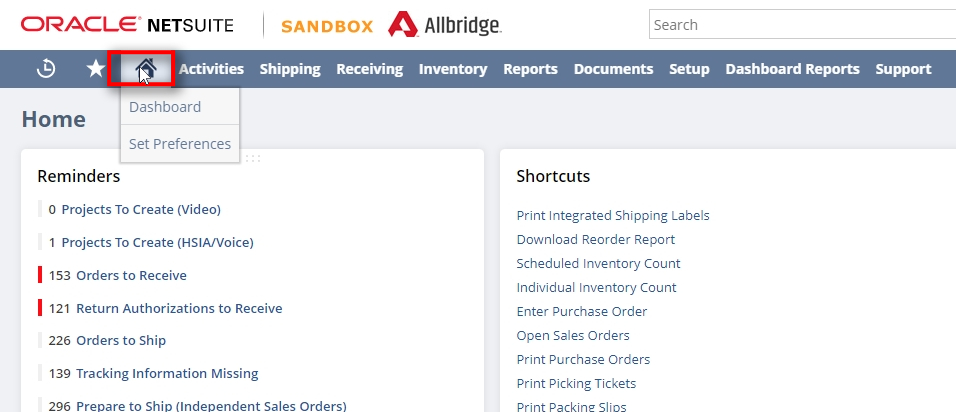 ORACLE NETSUITE SANDBOX Allbridge. Search
Activities Shipping Receiving Inventory Reports Documents Setup Dashboard Reports Support
Dashboard
Set Preferences
Home
Reminders
0 Projects To Create (Video)
1 Projects To Create (HSIA/Voice)
153 Orders to Receive
121 Return Authorizations to Receive
226 Orders to Ship
139 Tracking Information Missing
296 Prepare to Ship (Independent Sales Orders)
Shortcuts
Print Integrated Shipping Labels
Download Reorder Report
Scheduled Inventory Count
Individual Inventory Count
Enter Purchase Order
Open Sales Orders
Print Purchase Orders
Print Picking Tickets
Print Packing Slips